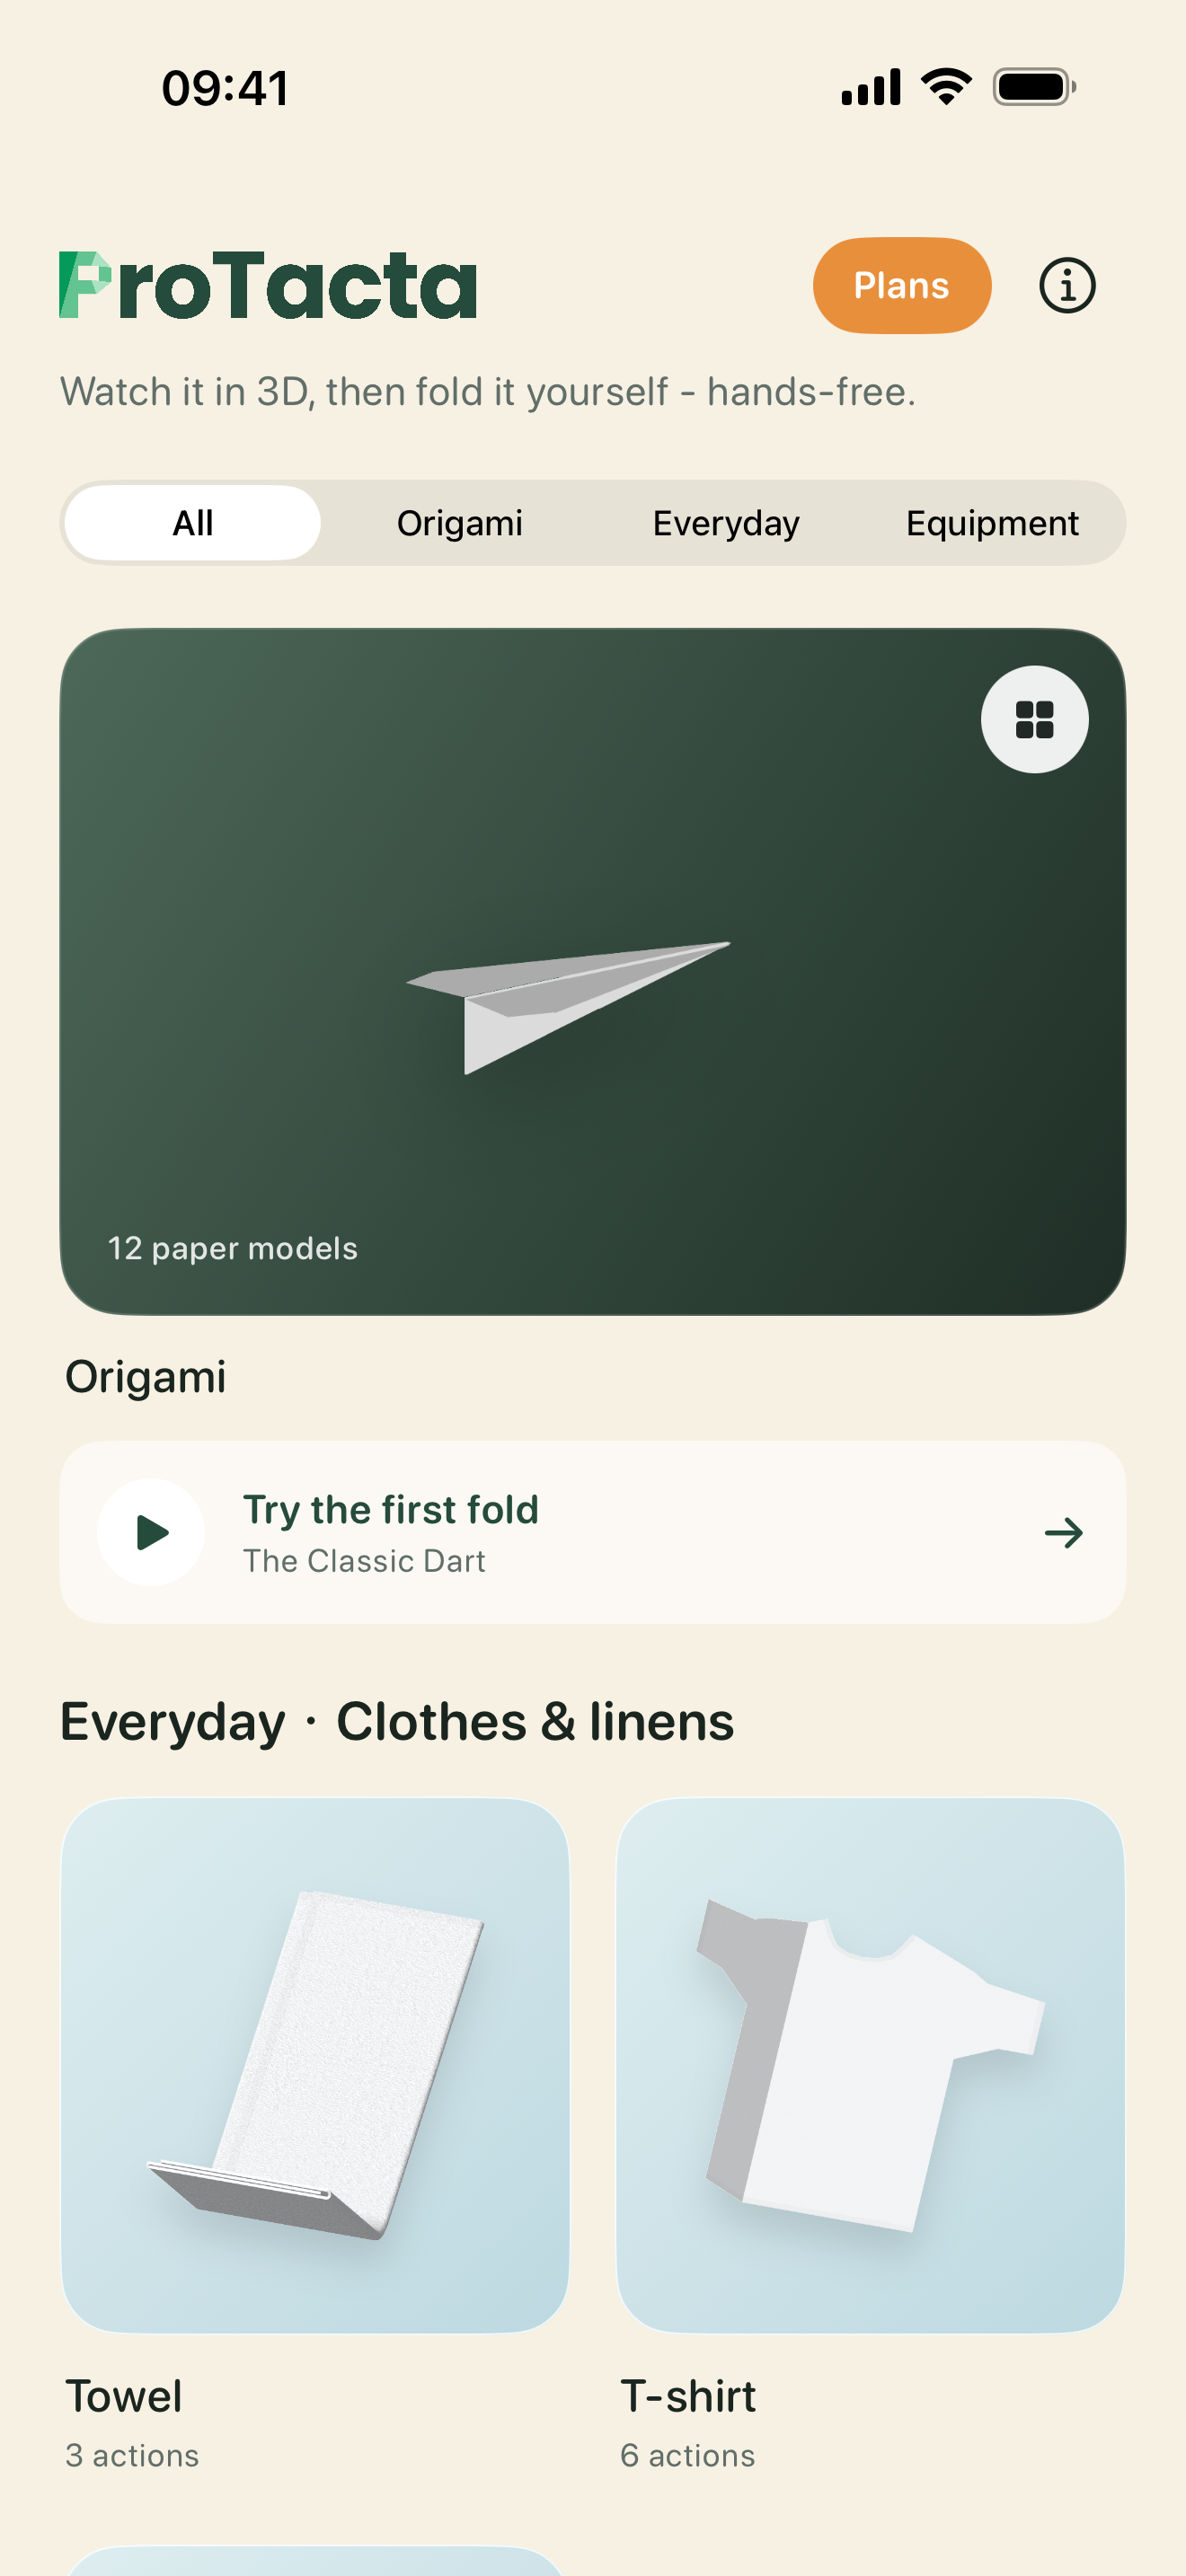 09:41
ProTacta
Plans
Watch it in 3D, then fold it yourself - hands-free.
All
Origami
Everyday
Equipment
12 paper models
Origami
Try the first fold
The Classic Dart
Everyday · Clothes & linens
Towel
3 actions
T-shirt
6 actions